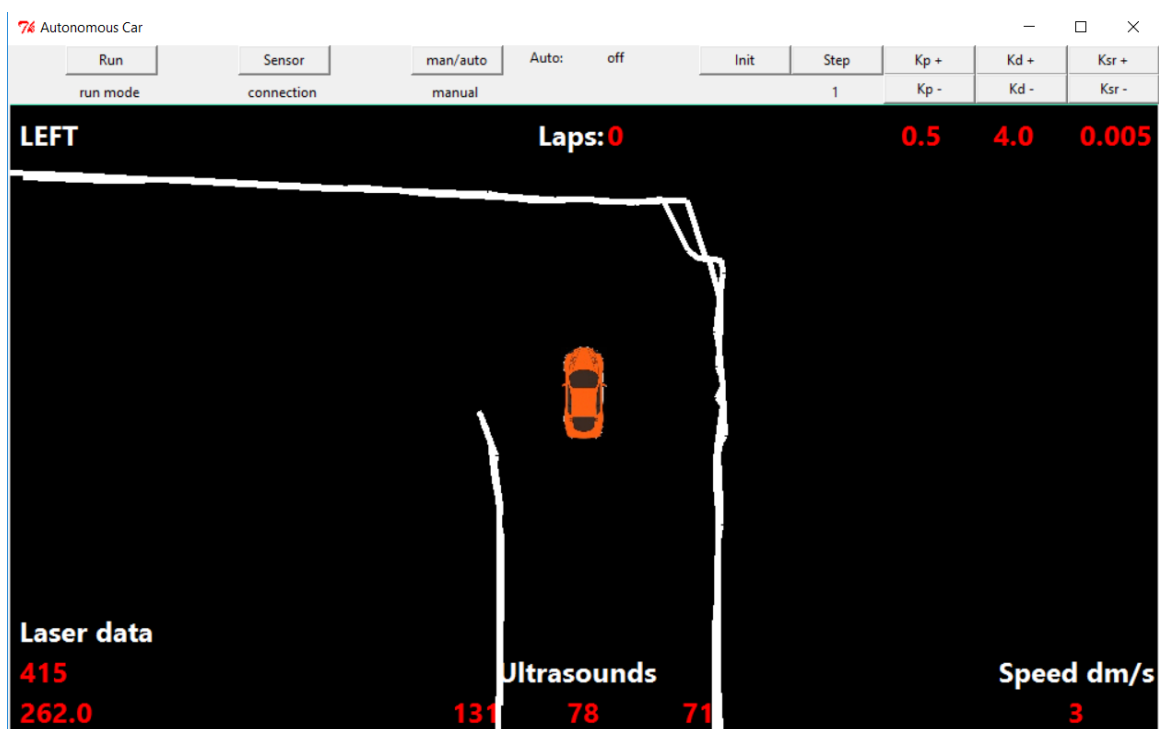 Autonomous Car
Run Sensor man/auto Auto: off Init Step Kp + Kd + Ksr +
run mode connection manual 1 Kp - Kd - Ksr -
LEFT Laps: 0 0.5 4.0 0.005
Laser data
415 Ultrasounds Speed dm/s
262.0 131 78 71 3